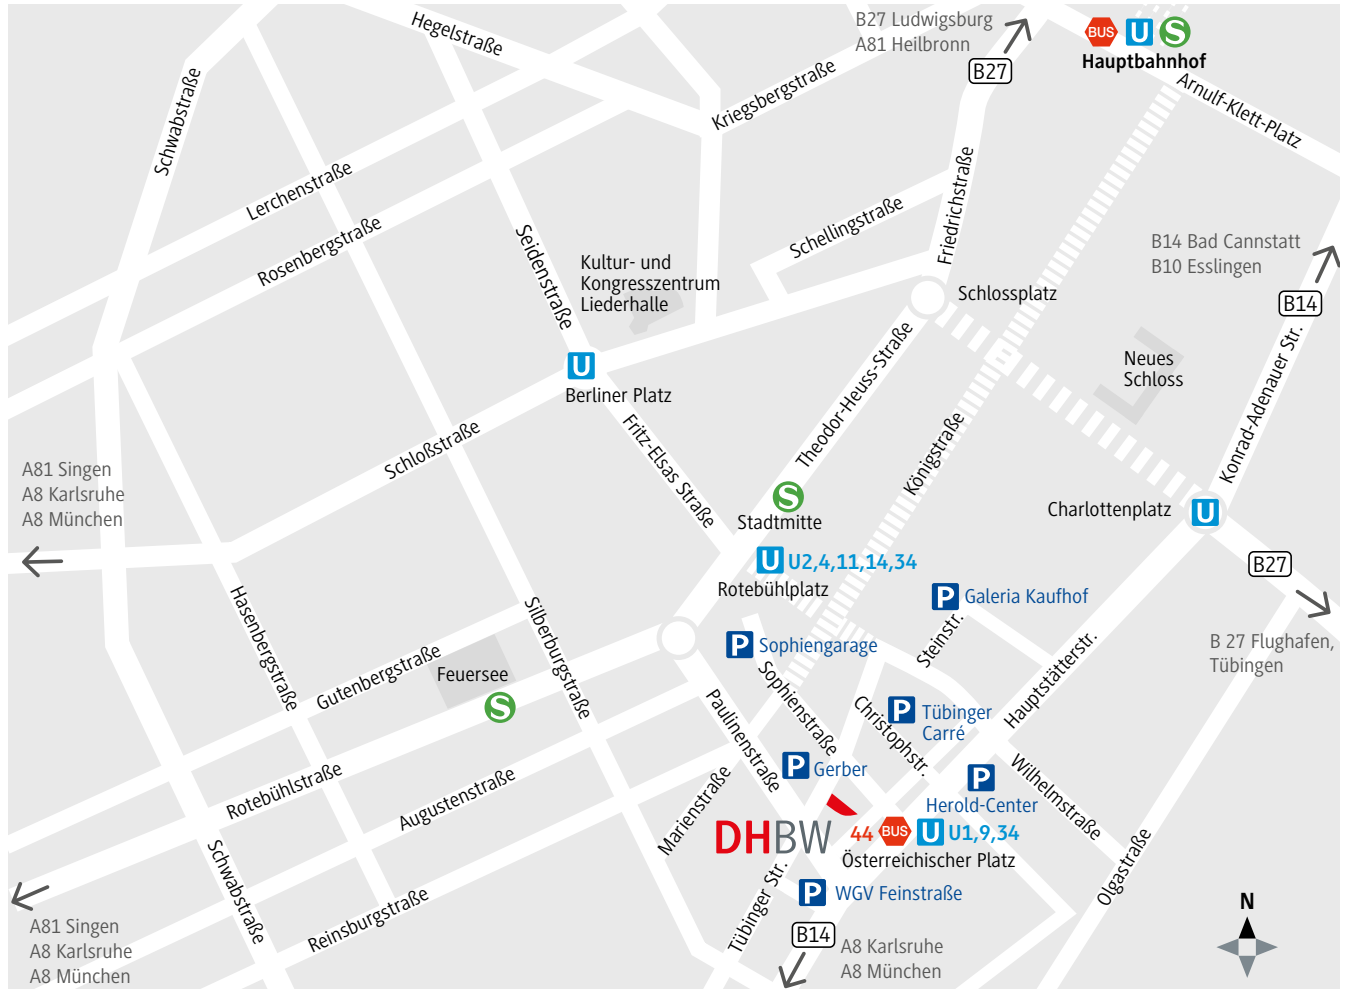 Hegelstraße
B27 Ludwigsburg
A81 Heilbronn
BUS U S
Hauptbahnhof
B27
Schwabstraße
Kriegsbergstraße
Arnulf-Klett-Platz
Lerchenstraße
Rosenbergstraße
Seidenstraße
Schellingstraße
Friedrichstraße
B14 Bad Cannstatt
B10 Esslingen
Kultur- und
Kongresszentrum
Liederhalle
Schlossplatz
B14
Neues
Schloss
Konrad-Adenauer Str.
U
Berliner Platz
Theodor-Heuss-Straße
Schloßstraße
Fritz-Elsas Straße
Königstraße
A81 Singen
A8 Karlsruhe
A8 München
S
Stadtmitte
Charlottenplatz
U
U U2,4,11,14,34
Rotebühlplatz
B27
P Galeria Kaufhof
Hasenbergstraße
Silberburgstraße
P Sophiengarage
Steinstr.
B 27 Flughafen,
Tübingen
Gutenbergstraße
Feuersee
S
Paulinenstraße
Sophienstraße
Christophstr.
P Tübinger
Carré
Hauptstätterstr.
Rotebühlstraße
Augustenstraße
P Gerber
P
Herold-Center
Wilhelmstraße
Marienstraße
DHBW
44 BUS U U1,9,34
Österreichischer Platz
Schwabstraße
Reinsburgstraße
Tübinger Str.
P WGV Feinstraße
Olgastraße
N
A81 Singen
A8 Karlsruhe
A8 München
B14
A8 Karlsruhe
A8 München